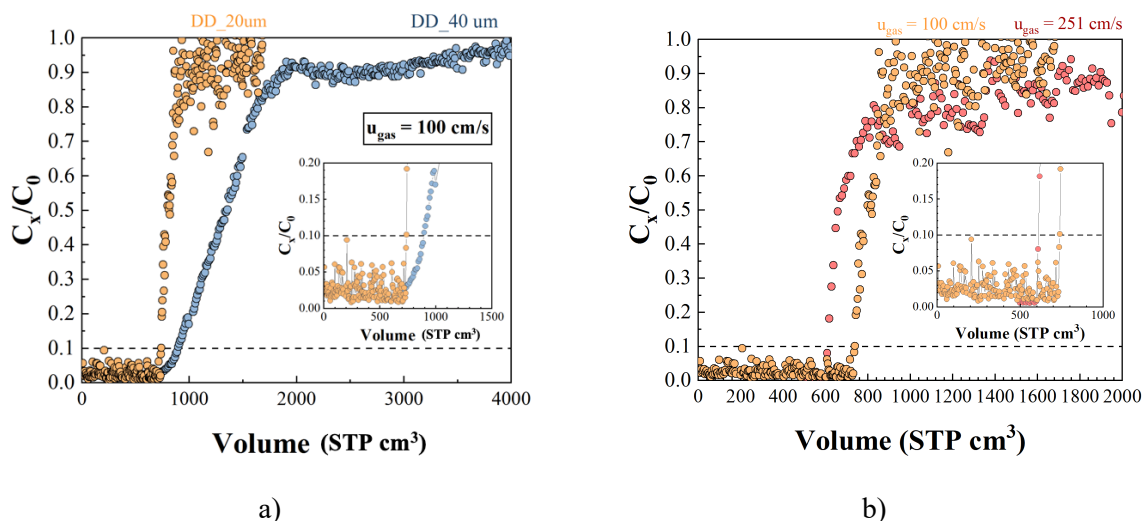 DD_20um DD_40 um
a)
1.0
0.9
0.8
0.7
0.6
0.5
0.4
0.3
0.2
0.1
0.0
Cx/C0
u_gas = 100 cm/s
0.20
0.15
0.10
0.05
0.00
Cx/C0
0 500 1000 1500
Volume (STP cm³)
0 1000 2000 3000 4000
Volume (STP cm³)
a)
b)
u_gas = 100 cm/s u_gas = 251 cm/s
1.0
0.9
0.8
0.7
0.6
0.5
0.4
0.3
0.2
0.1
0.0
Cx/C0
0.20
0.15
0.10
0.05
0.00
Cx/C0
0 500 1000
Volume (STP cm³)
0 200 400 600 800 1000 1200 1400 1600 1800 2000
Volume (STP cm³)
b)